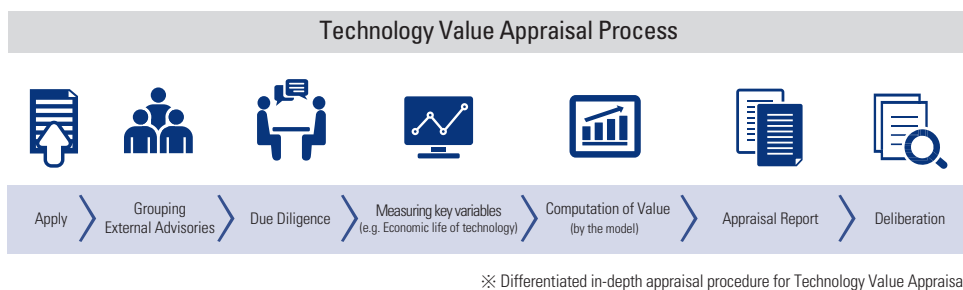 Technology Value Appraisal Process
Apply
Grouping
External Advisories
Due Diligence
Measuring key variables
(e.g. Economic life of technology)
Computation of Value
(by the model)
Appraisal Report
Deliberation
※ Differentiated in-depth appraisal procedure for Technology Value Appraisa